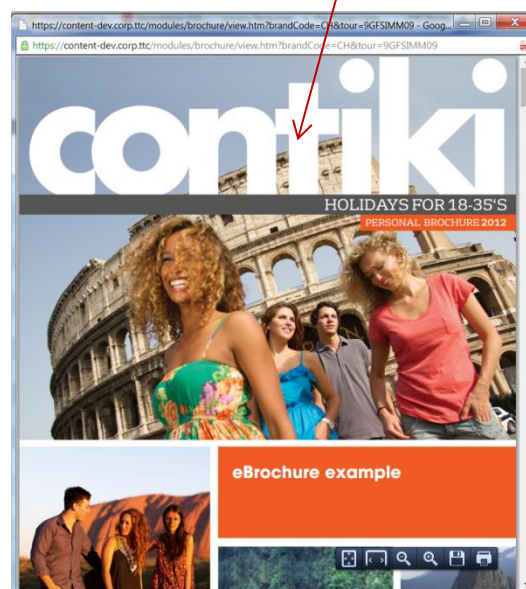 https://content-dev.corp.ttc/modules/brochure/view.htm?brandCode=CH&tour=9GFSIMM09 - Goog...
https://content-dev.corp.ttc/modules/brochure/view.htm?brandCode=CH&tour=9GFSIMM09
contiki
HOLIDAYS FOR 18-35'S
PERSONAL BROCHURE 2012
eBrochure example